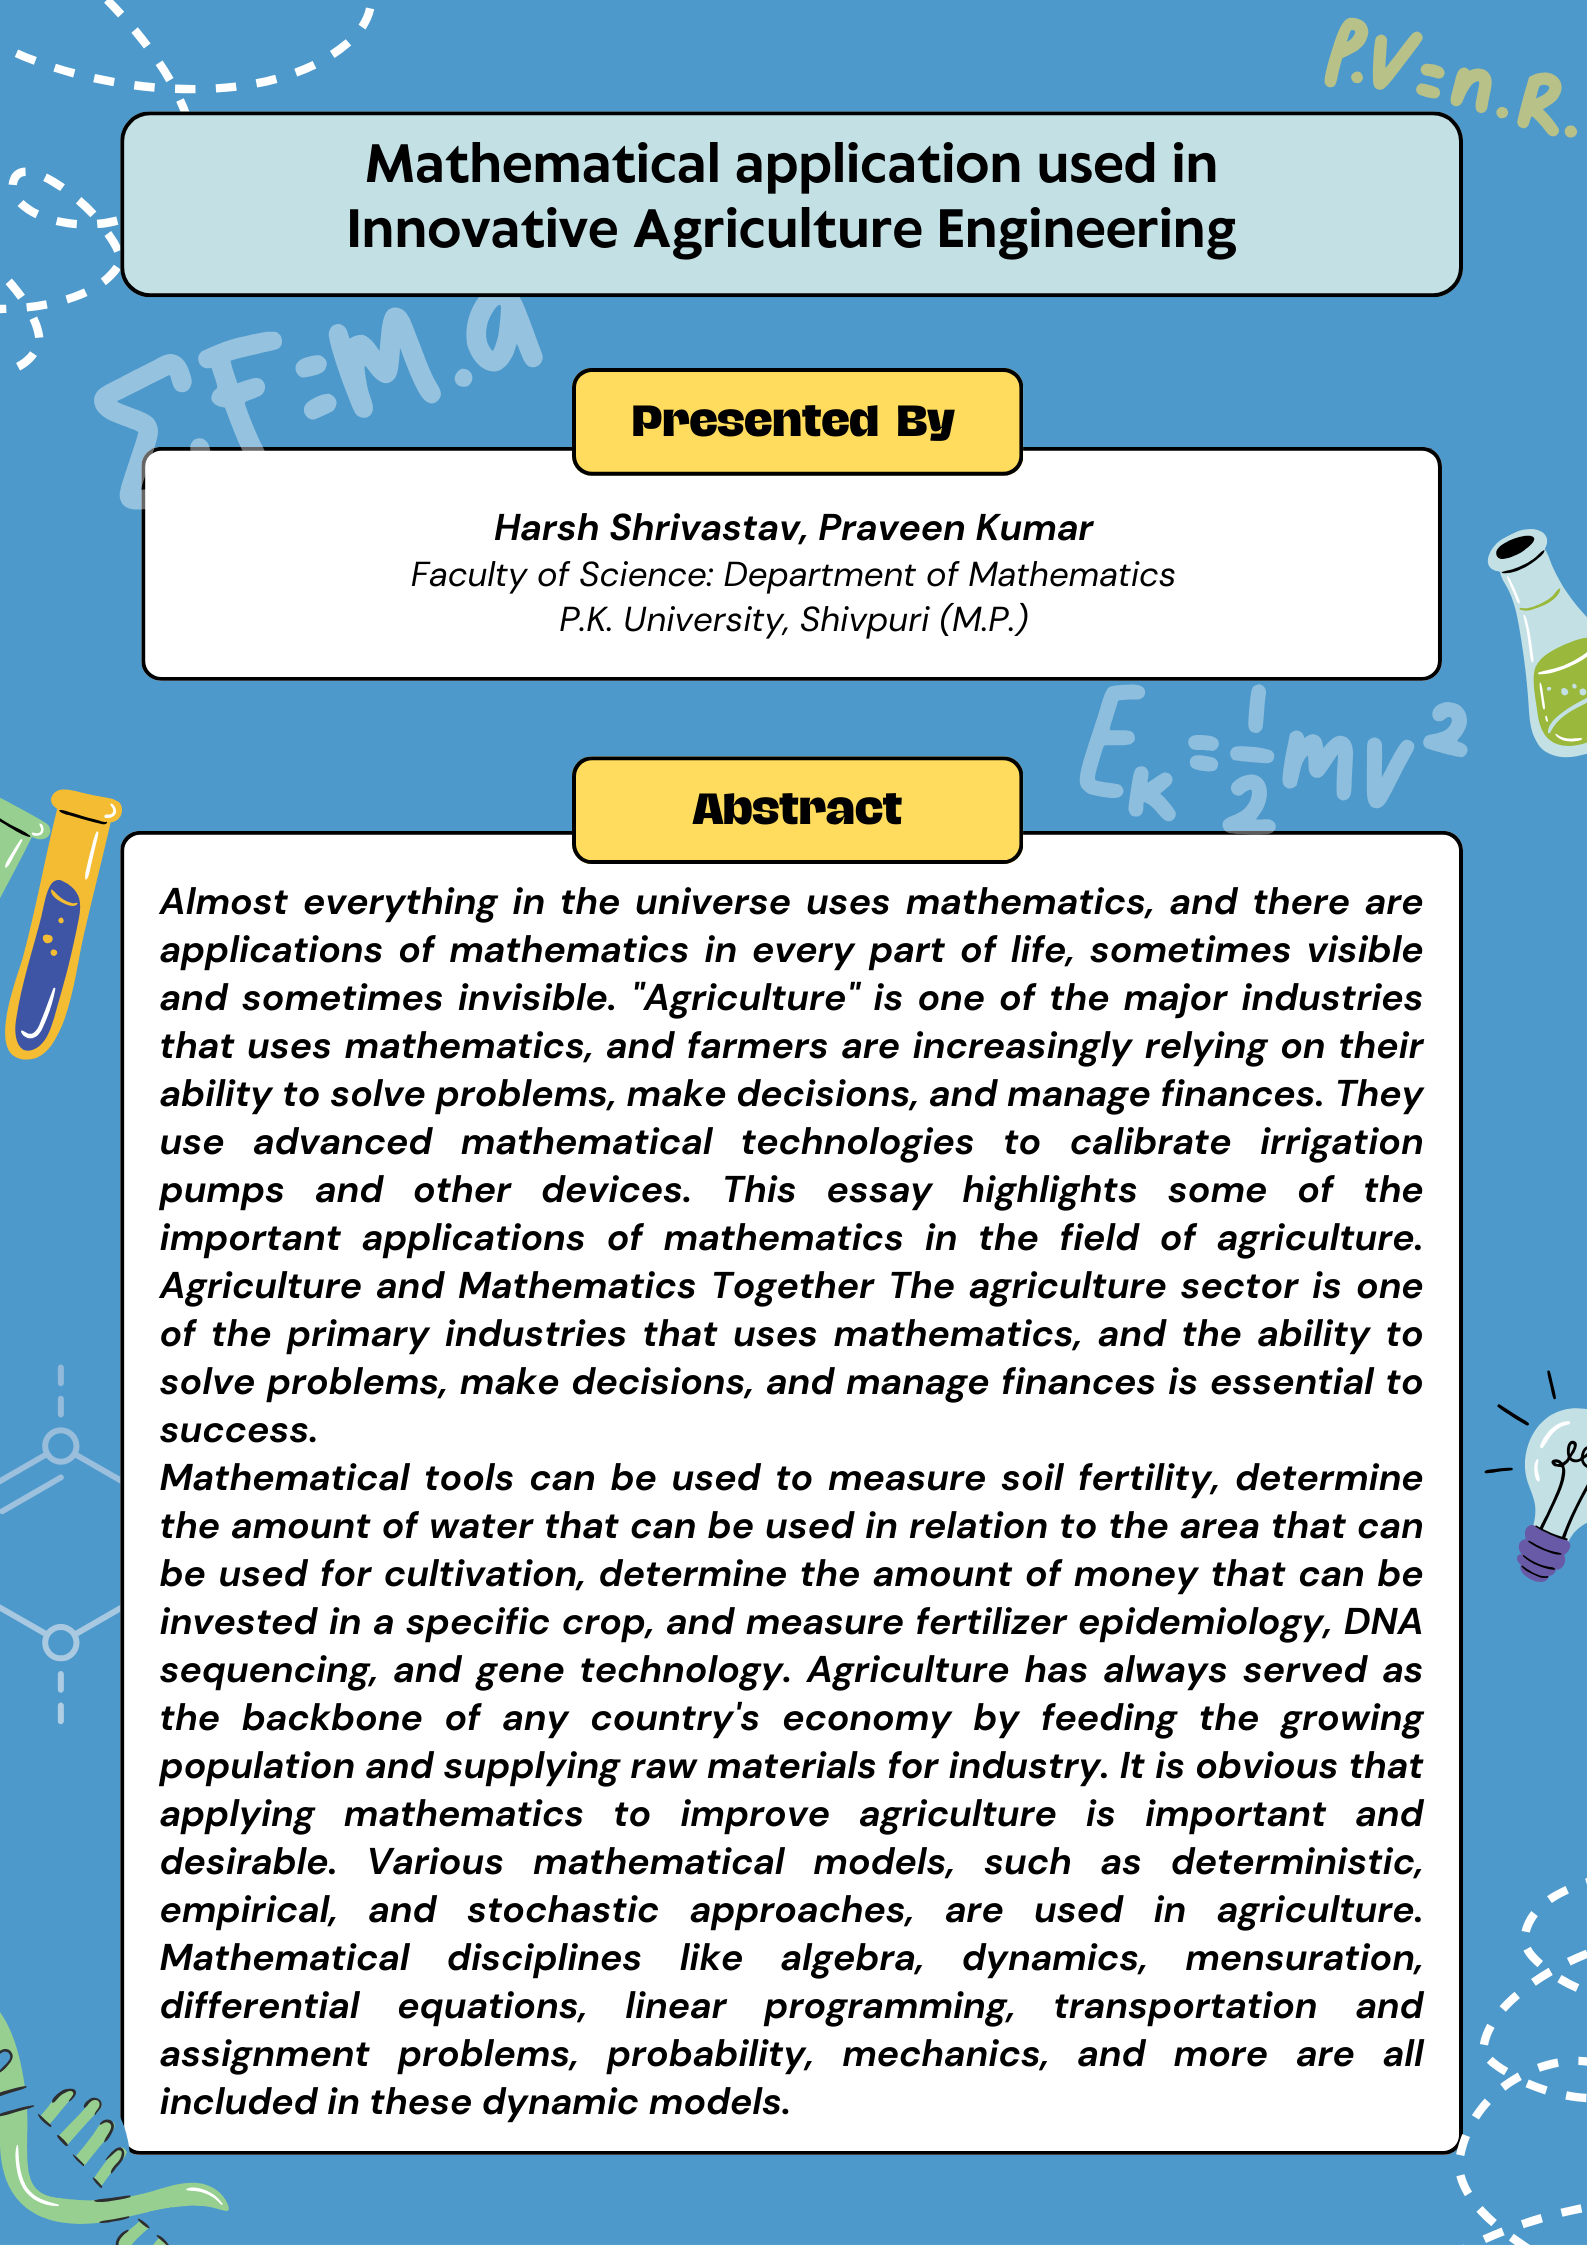 P.V=n.R.
Mathematical application used in
Innovative Agriculture Engineering
Σ.F=M.a
Presented By
Harsh Shrivastav, Praveen Kumar
Faculty of Science: Department of Mathematics
P.K. University, Shivpuri (M.P.)
Eₖ=½mv²
Abstract
Almost everything in the universe uses mathematics, and there are
applications of mathematics in every part of life, sometimes visible
and sometimes invisible. "Agriculture" is one of the major industries
that uses mathematics, and farmers are increasingly relying on their
ability to solve problems, make decisions, and manage finances. They
use advanced mathematical technologies to calibrate irrigation
pumps and other devices. This essay highlights some of the
important applications of mathematics in the field of agriculture.
Agriculture and Mathematics Together The agriculture sector is one
of the primary industries that uses mathematics, and the ability to
solve problems, make decisions, and manage finances is essential to
success.
Mathematical tools can be used to measure soil fertility, determine
the amount of water that can be used in relation to the area that can
be used for cultivation, determine the amount of money that can be
invested in a specific crop, and measure fertilizer epidemiology, DNA
sequencing, and gene technology. Agriculture has always served as
the backbone of any country's economy by feeding the growing
population and supplying raw materials for industry. It is obvious that
applying mathematics to improve agriculture is important and
desirable. Various mathematical models, such as deterministic,
empirical, and stochastic approaches, are used in agriculture.
Mathematical disciplines like algebra, dynamics, mensuration,
differential equations, linear programming, transportation and
assignment problems, probability, mechanics, and more are all
included in these dynamic models.